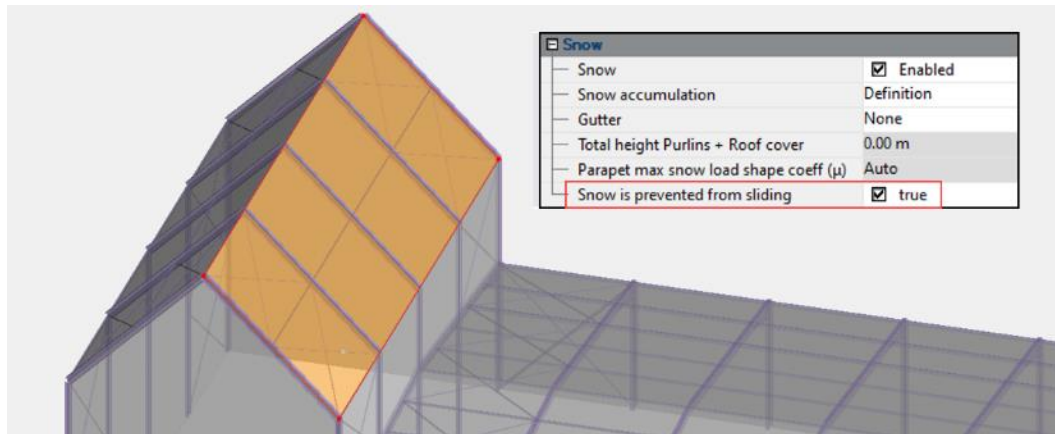 Snow
Snow Enabled
Snow accumulation Definition
Gutter None
Total height Purlins + Roof cover 0.00 m
Parapet max snow load shape coeff (μ) Auto
Snow is prevented from sliding true